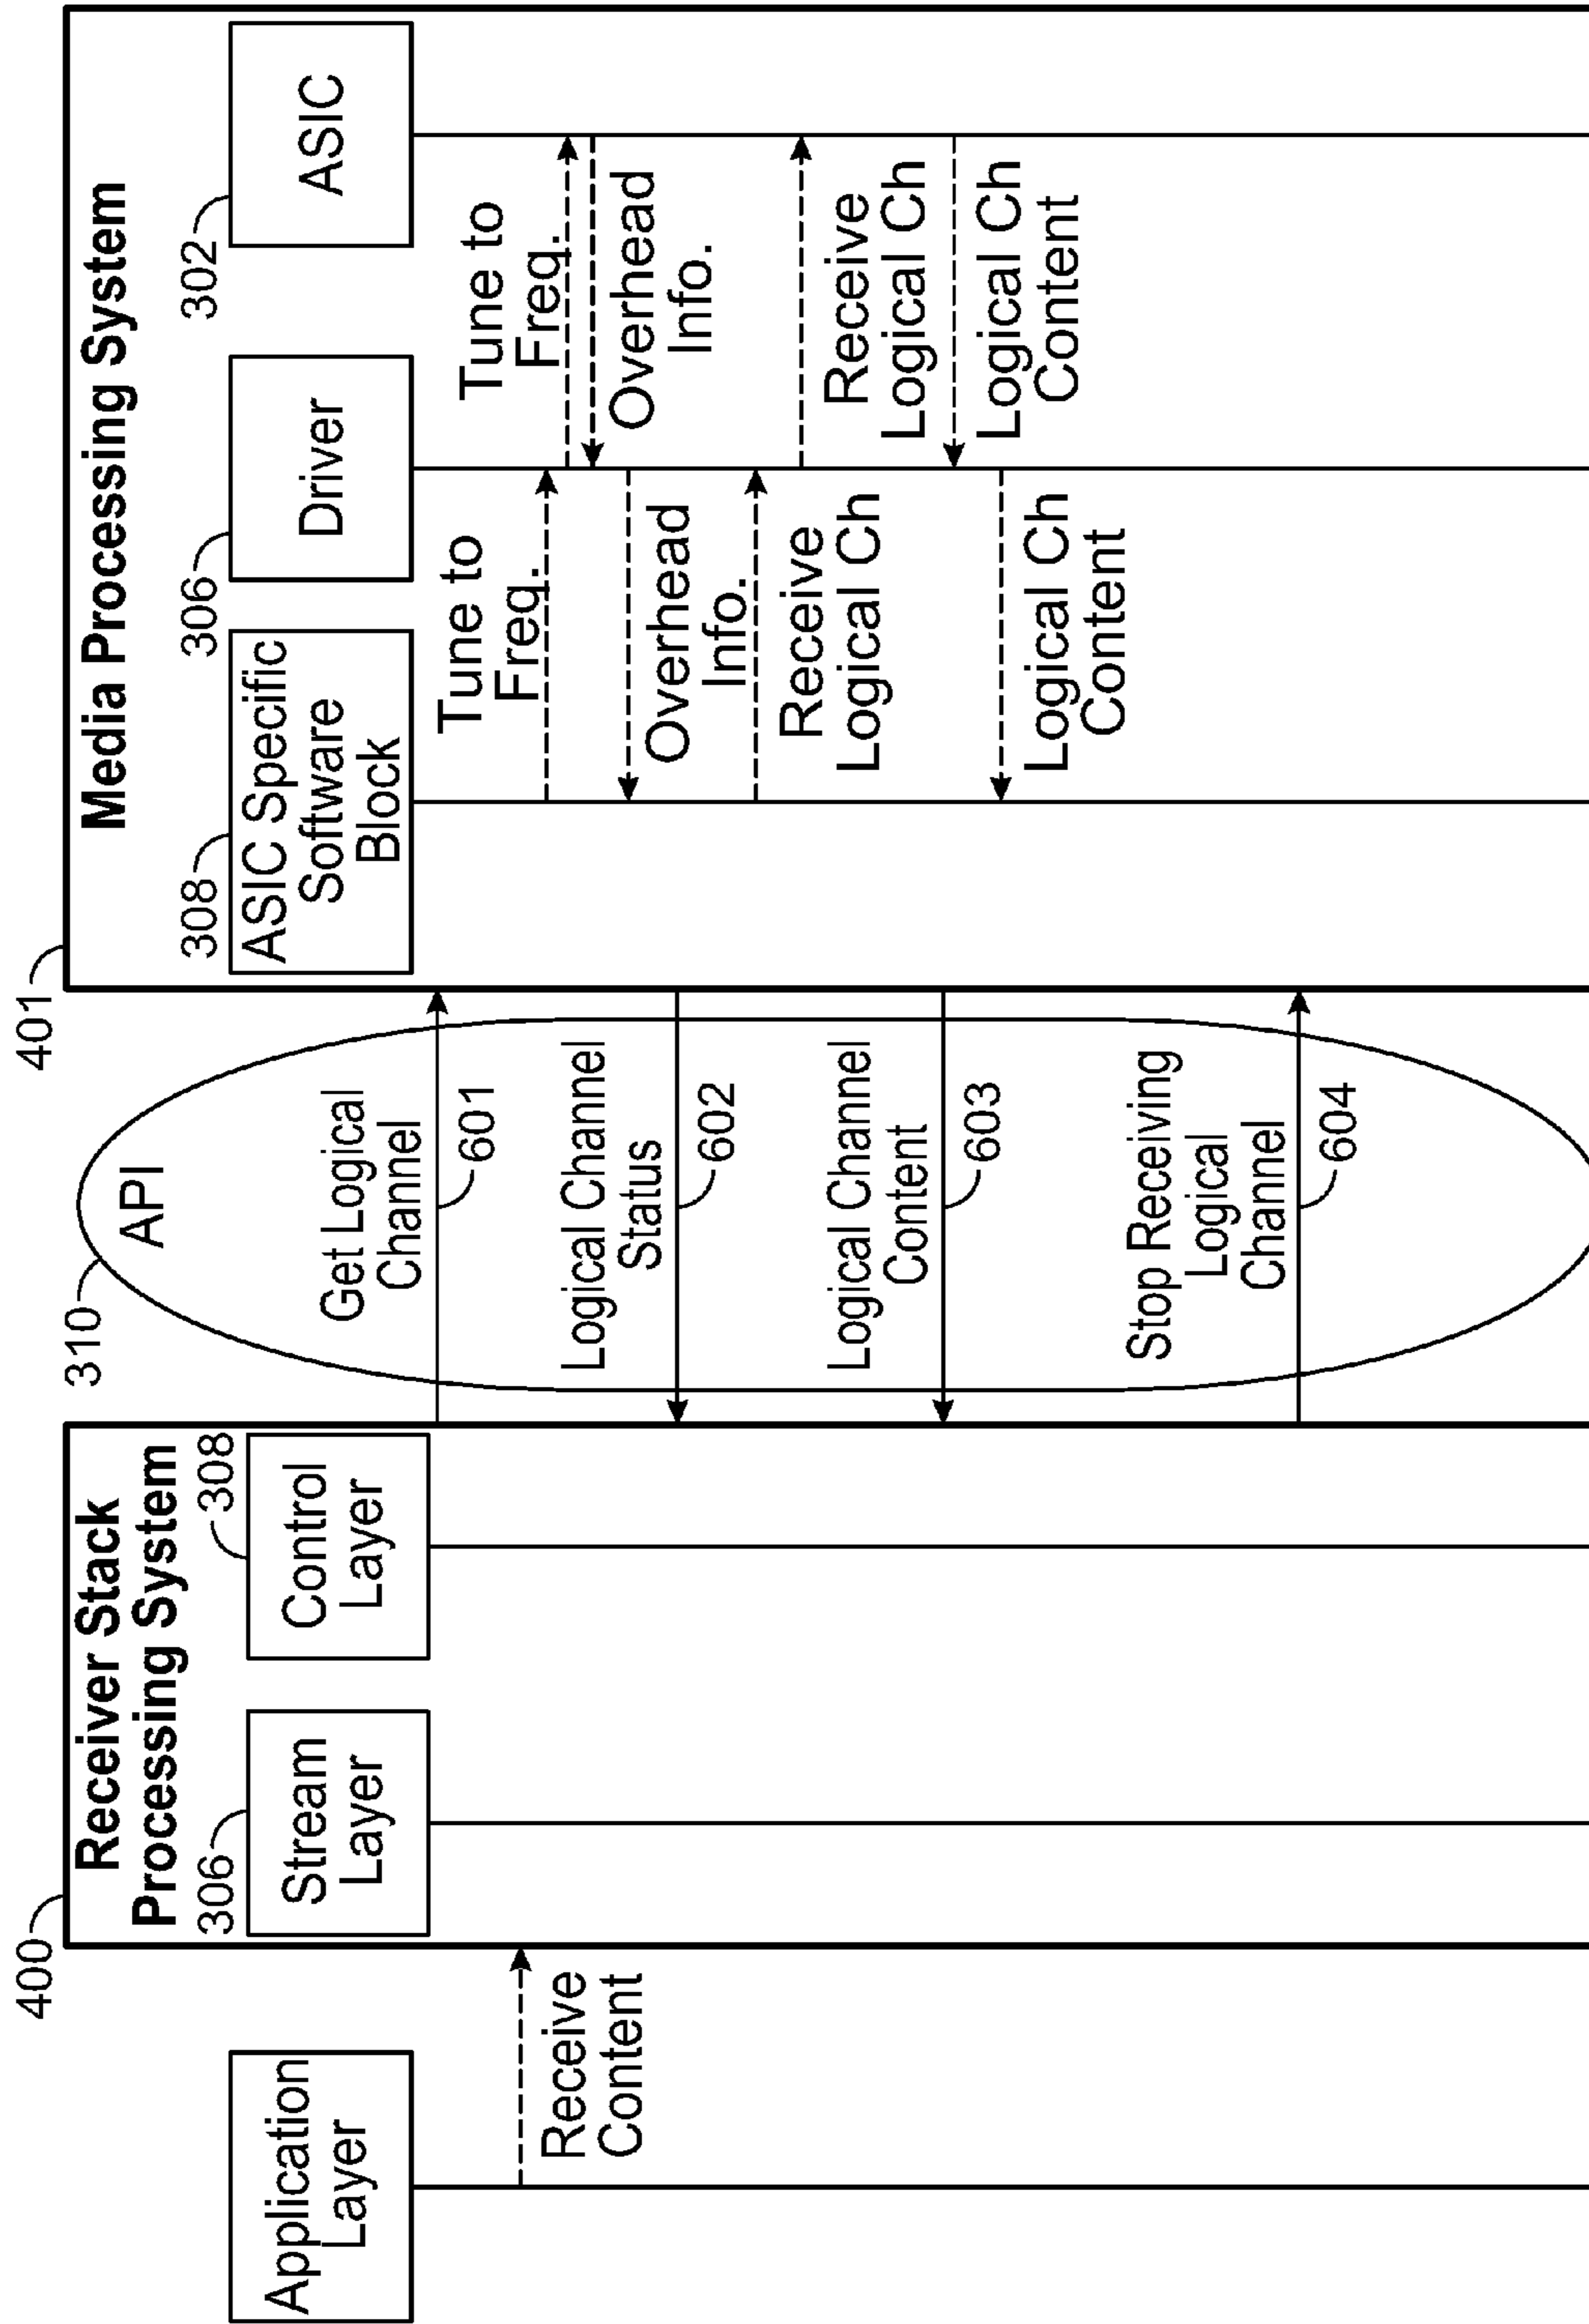 400
401
Receiver Stack
Processing System
Media Processing System
310
API
306
308
308
306
302
Application
Layer
Stream
Layer
Control
Layer
ASIC Specific
Software
Block
Driver
ASIC
Receive
Content
Get Logical
Channel
601
Logical Channel
Status
602
Logical Channel
Content
603
Stop Receiving
Logical
Channel
604
Tune to
Freq.
Overhead
Info.
Receive
Logical Ch
Logical Ch
Content
Tune to
Freq.
Overhead
Info.
Receive
Logical Ch
Logical Ch
Content